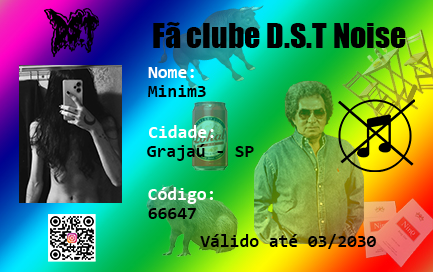 Fã clube D.S.T Noise
Nome:
Minim3
Cidade:
Grajaú - SP
Código:
66647
Válido até 03/2030